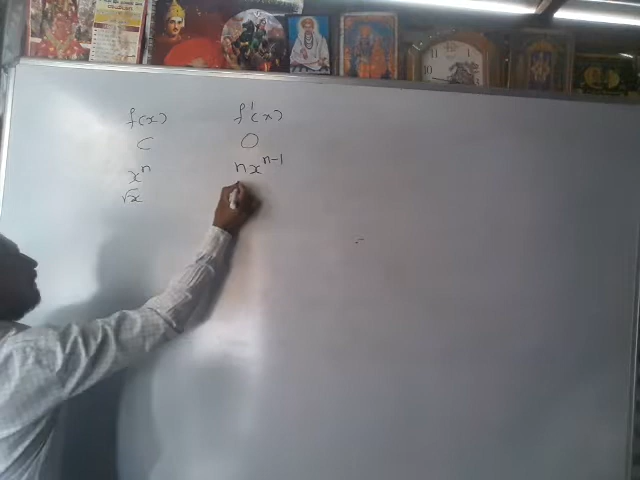 f(x) f'(x)
C 0
xⁿ nxⁿ⁻¹
√x